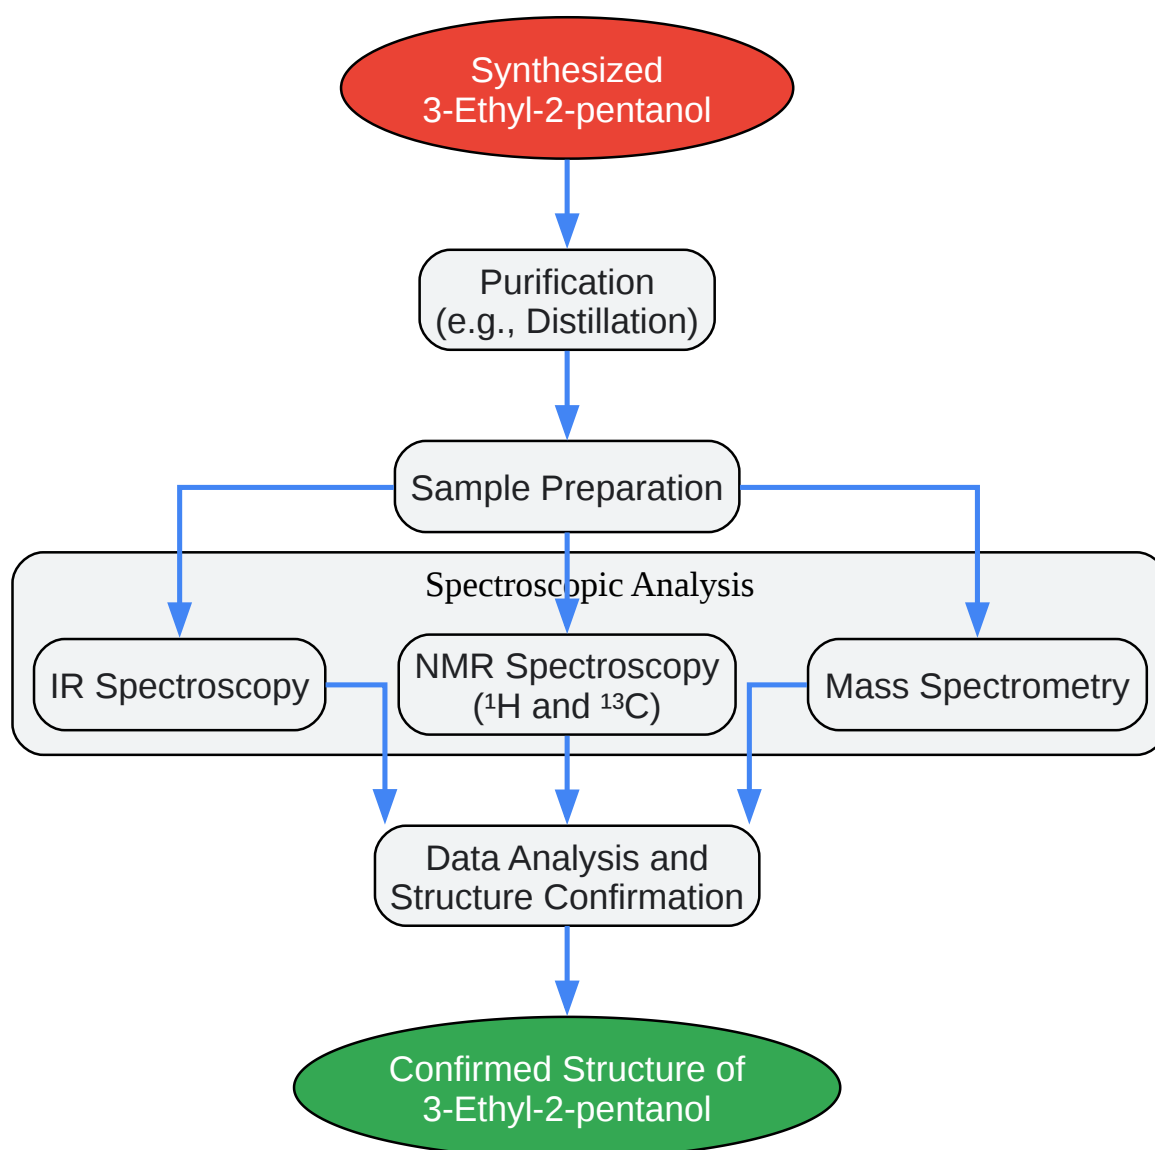 Synthesized
3-Ethyl-2-pentanol
Purification
(e.g., Distillation)
Sample Preparation
Spectroscopic Analysis
IR Spectroscopy
NMR Spectroscopy
(¹H and ¹³C)
Mass Spectrometry
Data Analysis and
Structure Confirmation
Confirmed Structure of
3-Ethyl-2-pentanol